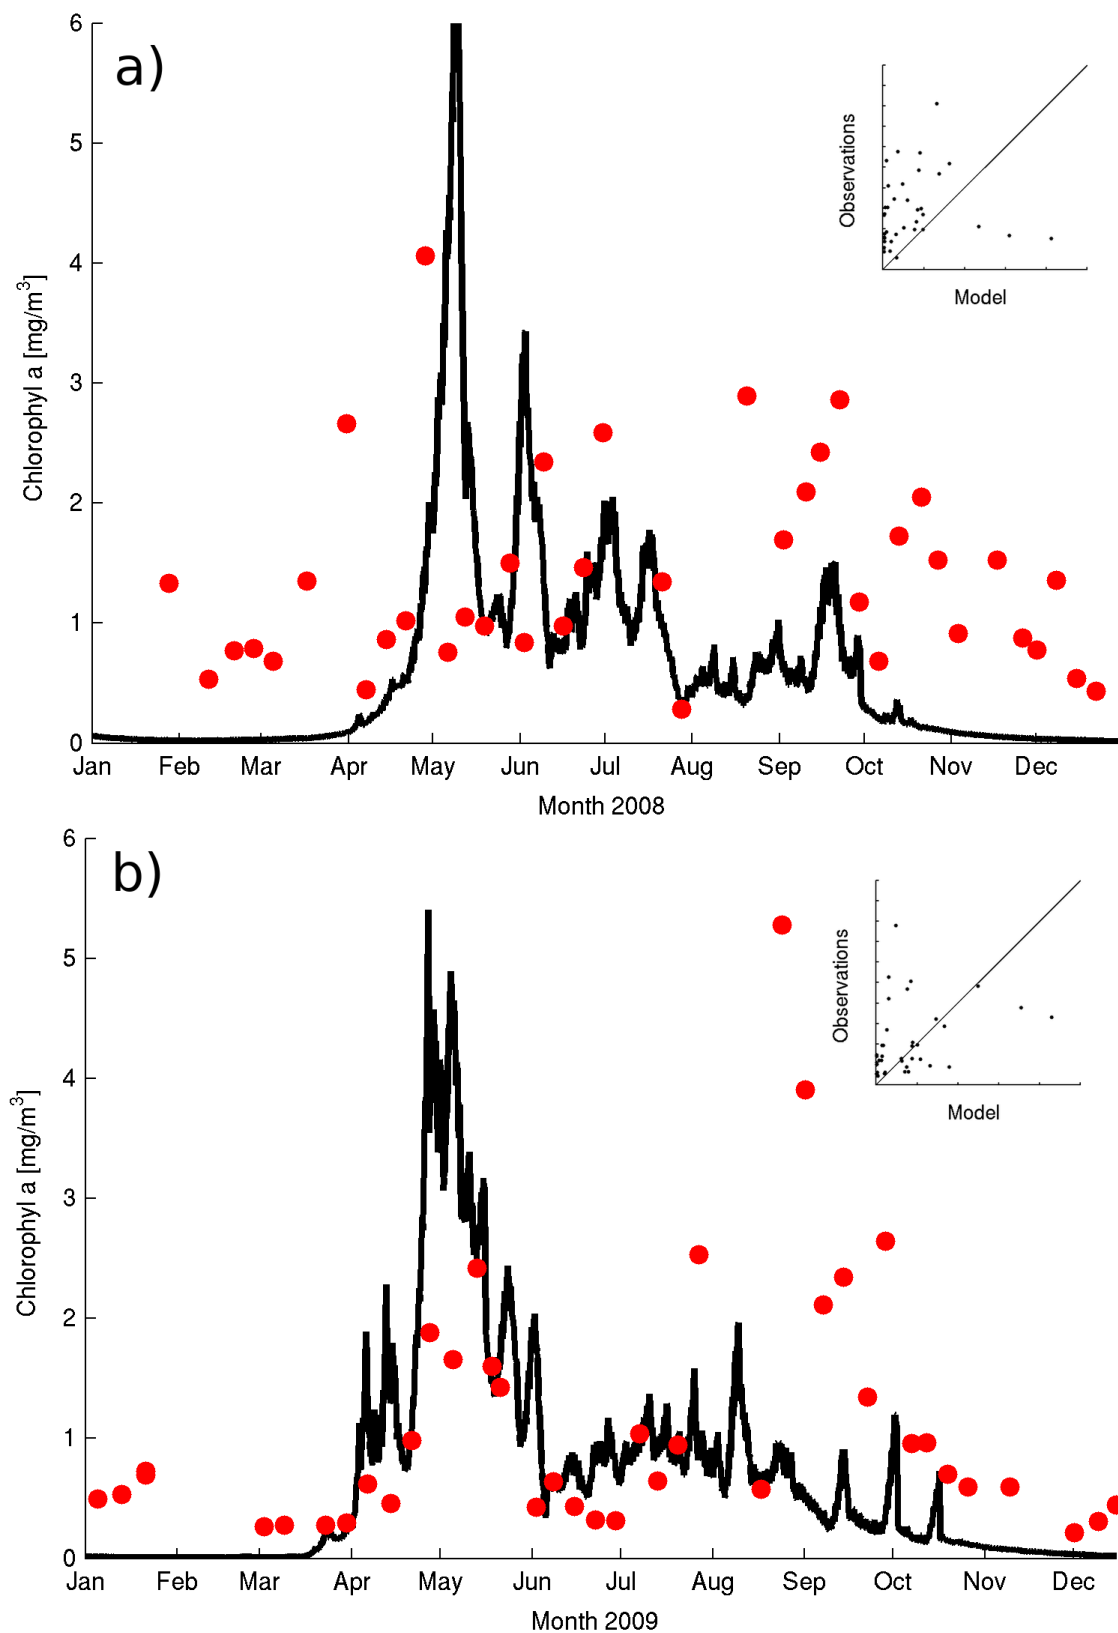 a)
6
5
4
3
2
1
0
Chlorophyl a [mg/m³]
Observations
Model
Jan Feb Mar Apr May Jun Jul Aug Sep Oct Nov Dec
Month 2008
b)
6
5
4
3
2
1
0
Chlorophyl a [mg/m³]
Observations
Model
Jan Feb Mar Apr May Jun Jul Aug Sep Oct Nov Dec
Month 2009